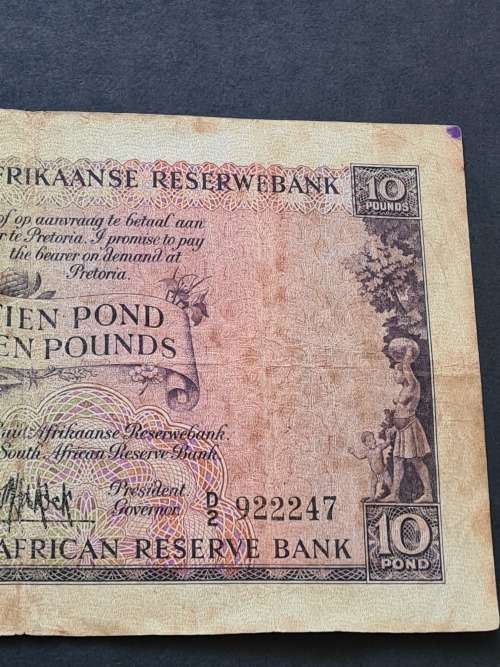 FRIKAANSE RESERWEBANK
10
POUNDS
of op aanvraag te betaal aan
r te Pretoria. I promise to pay
the bearer on demand at
Pretoria.
TIEN POND
EN POUNDS
Suid-Afrikaanse Reserwebank.
South African Reserve Bank
President
Governor.
D/2 922247
AFRICAN RESERVE BANK
10
POND